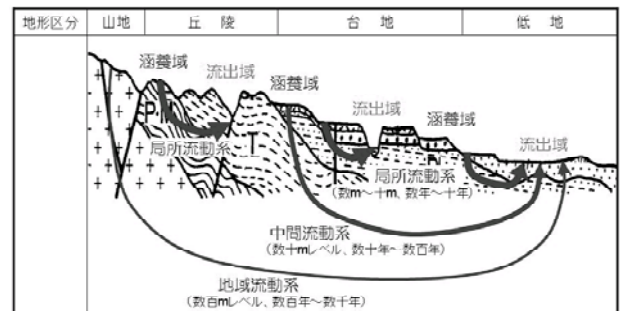 地形区分 山地 丘 陵 台 地 低 地
涵養域
流出域
涵養域
流出域
涵養域
流出域
P.M
T
局所流動系
局所流動系
(数m～十m、数年～十年)
中間流動系
(数十mレベル、数十年～数百年)
地域流動系
(数百mレベル、数百年～数千年)